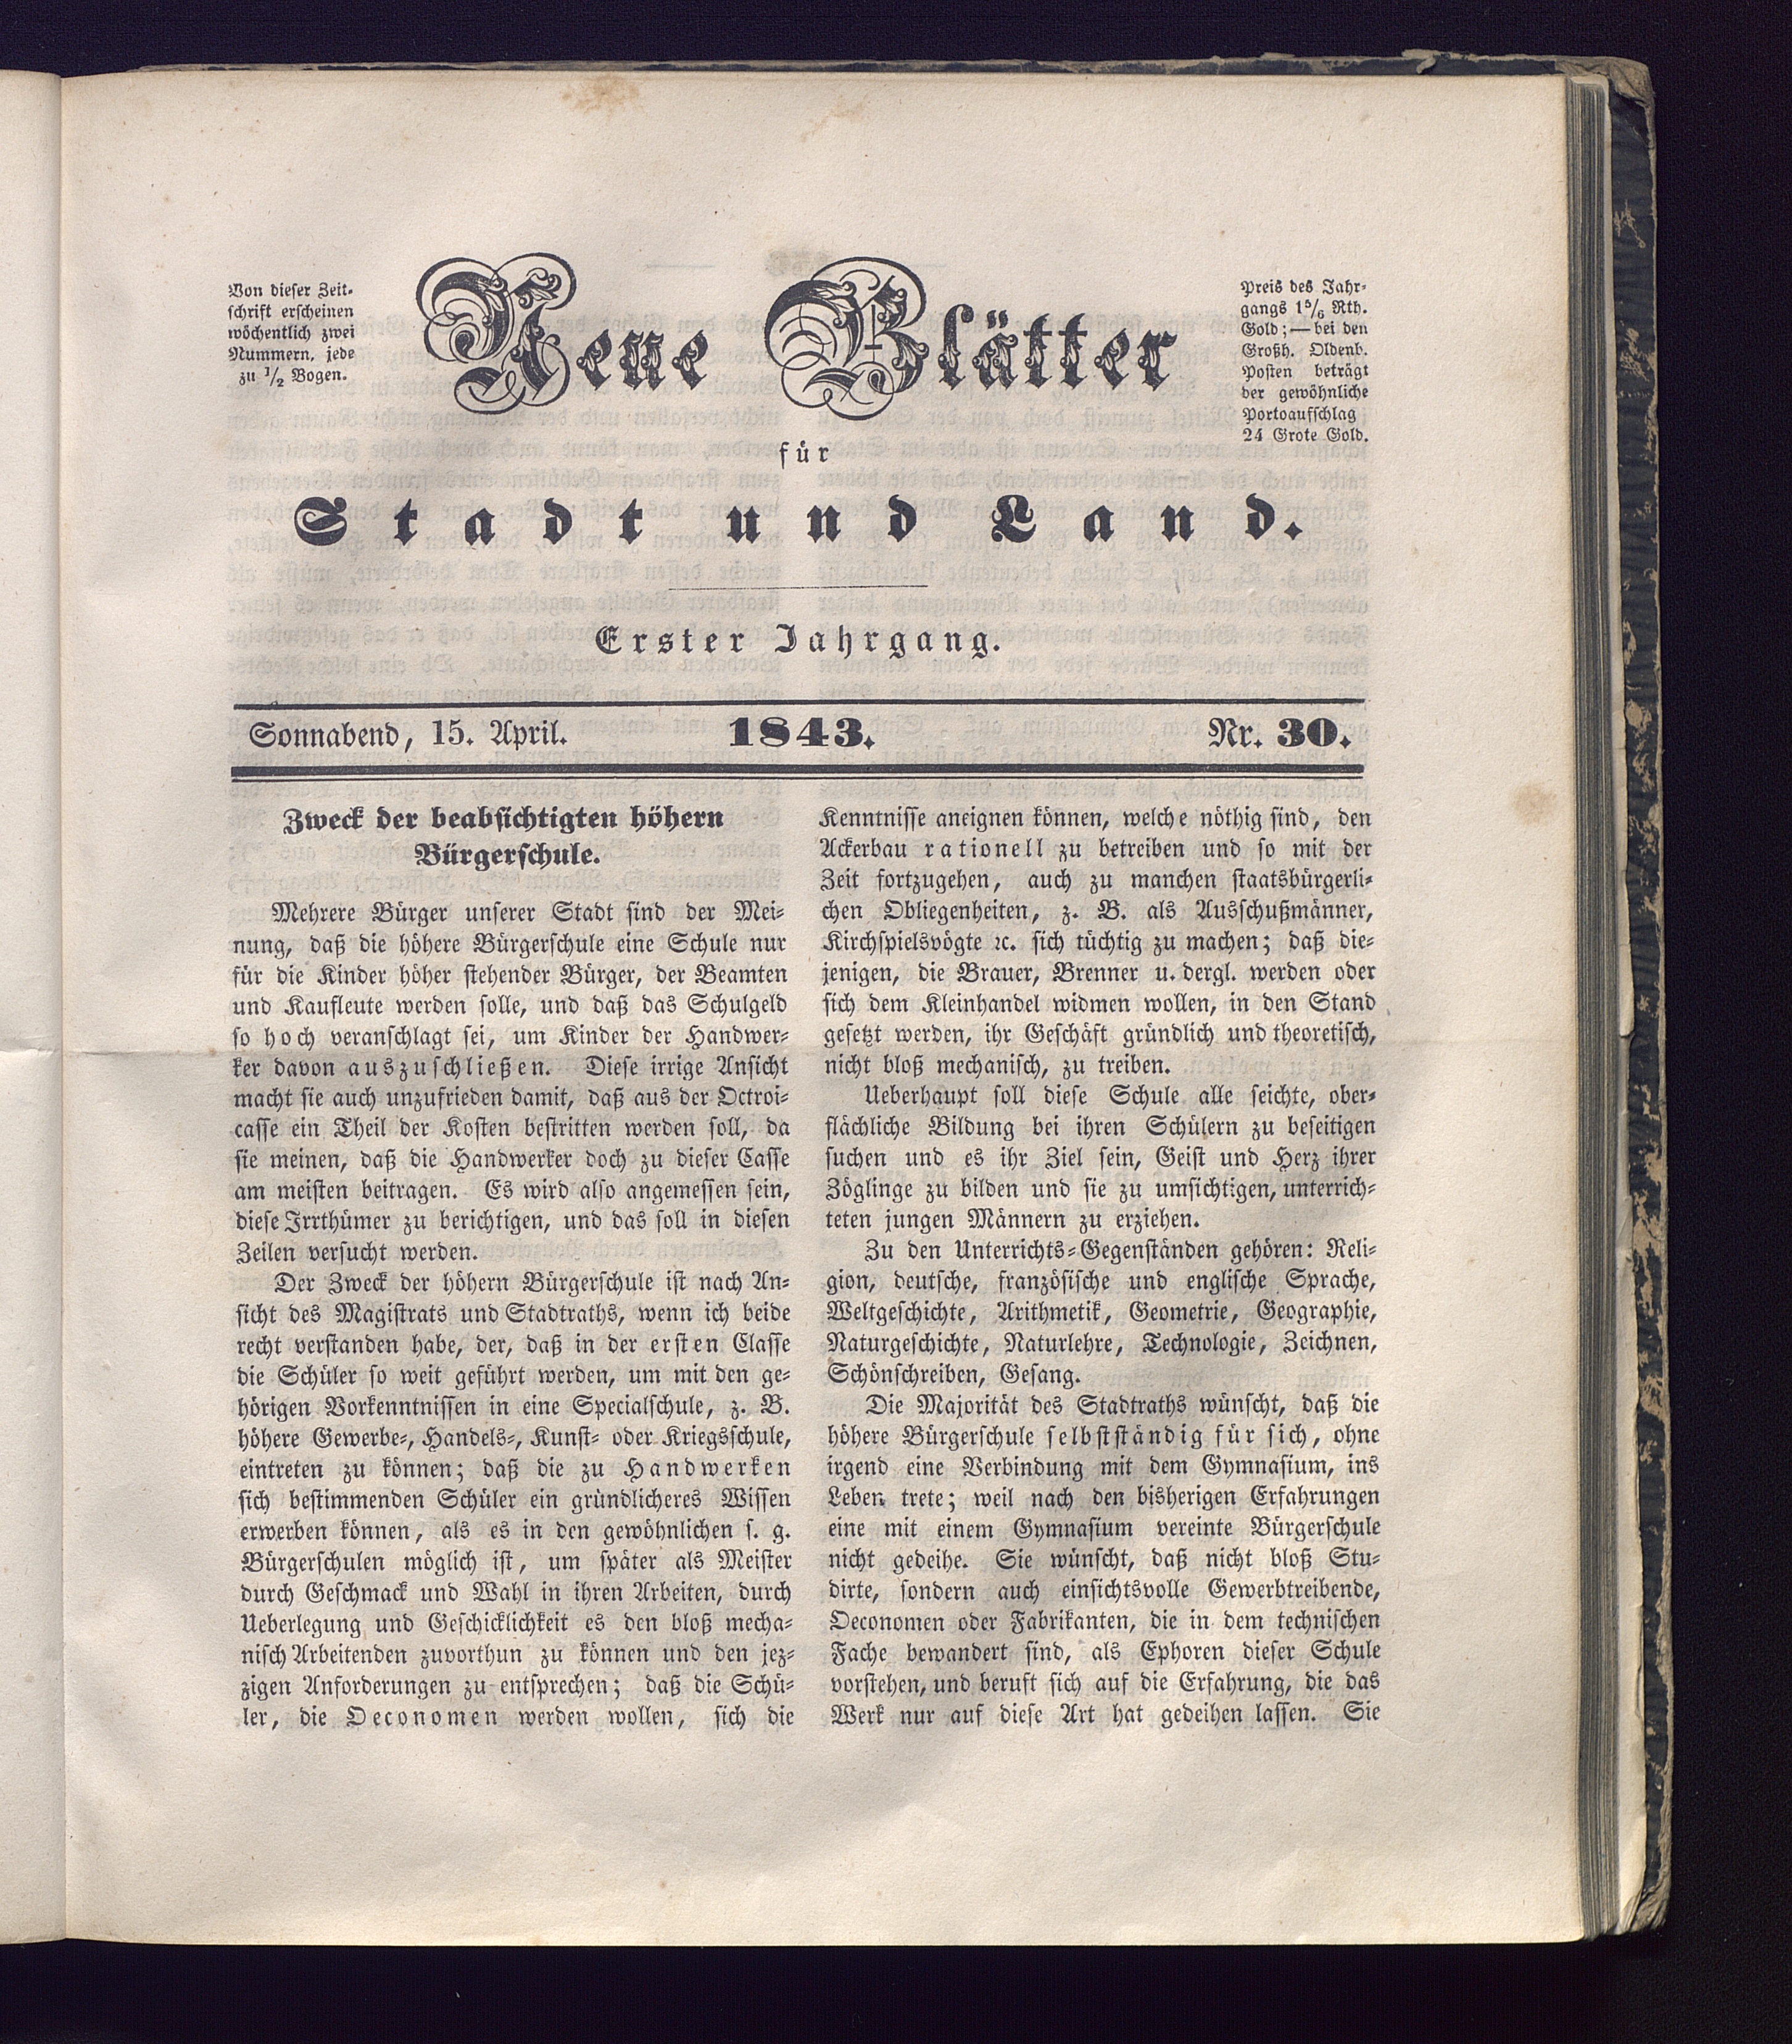 Von dieser Zeit-
schrift erscheinen
wöchentlich zwei
Nummern, jede
zu 1/2 Bogen.
Neue Blätter
für
Stadt und Land.
Preis des Jahr-
gangs 1 5/6 Rth.
Gold; — bei den
Großh. Oldenb.
Posten beträgt
der gewöhnliche
Portoaufschlag
24 Grote Gold.
Erster Jahrgang.
Sonnabend, 15. April. 1843. Nr. 30.
Zweck der beabsichtigten höhern
Bürgerschule.
Mehrere Bürger unserer Stadt sind der Mei-
nung, daß die höhere Bürgerschule eine Schule nur
für die Kinder höher stehender Bürger, der Beamten
und Kaufleute werden solle, und daß das Schulgeld
so hoch veranschlagt sei, um Kinder der Handwer-
ker davon auszuschließen. Diese irrige Ansicht
macht sie auch unzufrieden damit, daß aus der Octroi-
casse ein Theil der Kosten bestritten werden soll, da
sie meinen, daß die Handwerker doch zu dieser Casse
am meisten beitragen. Es wird also angemessen sein,
diese Irrthümer zu berichtigen, und das soll in diesen
Zeilen versucht werden.
Der Zweck der höhern Bürgerschule ist nach An-
sicht des Magistrats und Stadtraths, wenn ich beide
recht verstanden habe, der, daß in der ersten Classe
die Schüler so weit geführt werden, um mit den ge-
hörigen Vorkenntnissen in eine Specialschule, z. B.
höhere Gewerbe-, Handels-, Kunst- oder Kriegsschule,
eintreten zu können; daß die zu Handwerken
sich bestimmenden Schüler ein gründlicheres Wissen
erwerben können, als es in den gewöhnlichen s. g.
Bürgerschulen möglich ist, um später als Meister
durch Geschmack und Wahl in ihren Arbeiten, durch
Ueberlegung und Geschicklichkeit es den bloß mecha-
nisch Arbeitenden zuvorthun zu können und den jez-
zigen Anforderungen zu entsprechen; daß die Schü-
ler, die Oeconomen werden wollen, sich die
Kenntnisse aneignen können, welche nöthig sind, den
Ackerbau rationell zu betreiben und so mit der
Zeit fortzugehen, auch zu manchen staatsbürgerli-
chen Obliegenheiten, z. B. als Ausschußmänner,
Kirchspielsvögte ꝛc. sich tüchtig zu machen; daß die-
jenigen, die Brauer, Brenner u. dergl. werden oder
sich dem Kleinhandel widmen wollen, in den Stand
gesetzt werden, ihr Geschäft gründlich und theoretisch,
nicht bloß mechanisch, zu treiben.
Ueberhaupt soll diese Schule alle seichte, ober-
flächliche Bildung bei ihren Schülern zu beseitigen
suchen und es ihr Ziel sein, Geist und Herz ihrer
Zöglinge zu bilden und sie zu umsichtigen, unterrich-
teten jungen Männern zu erziehen.
Zu den Unterrichts-Gegenständen gehören: Reli-
gion, deutsche, französische und englische Sprache,
Weltgeschichte, Arithmetik, Geometrie, Geographie,
Naturgeschichte, Naturlehre, Technologie, Zeichnen,
Schönschreiben, Gesang.
Die Majorität des Stadtraths wünscht, daß die
höhere Bürgerschule selbstständig für sich, ohne
irgend eine Verbindung mit dem Gymnasium, ins
Leben trete; weil nach den bisherigen Erfahrungen
eine mit einem Gymnasium vereinte Bürgerschule
nicht gedeihe. Sie wünscht, daß nicht bloß Stu-
dirte, sondern auch einsichtsvolle Gewerbtreibende,
Oeconomen oder Fabrikanten, die in dem technischen
Fache bewandert sind, als Ephoren dieser Schule
vorstehen, und beruft sich auf die Erfahrung, die das
Werk nur auf diese Art hat gedeihen lassen. Sie